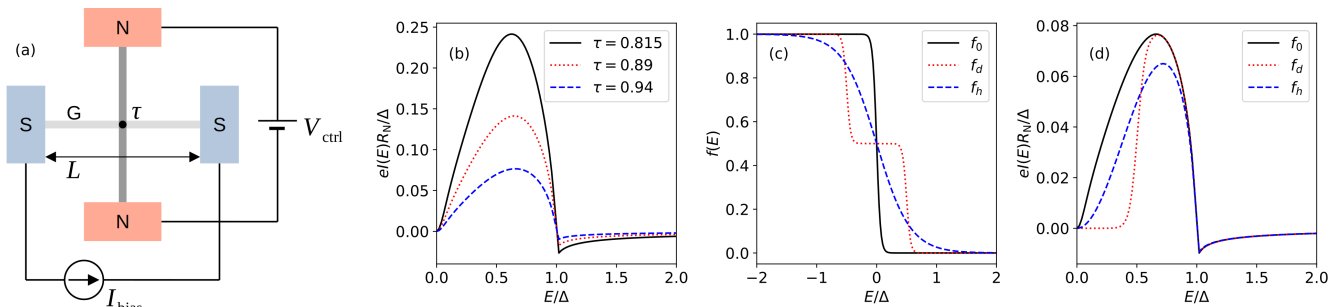 (a)
N
S
G
τ
S
L
N
V_ctrl
I_bias
(b)
τ = 0.815
τ = 0.89
τ = 0.94
eI(E)R_N/Δ
0.25
0.20
0.15
0.10
0.05
0.00
0.0 0.5 1.0 1.5 2.0
E/Δ
(c)
f_0
f_d
f_h
f(E)
1.0
0.8
0.6
0.4
0.2
0.0
−2 −1 0 1 2
E/Δ
(d)
f_0
f_d
f_h
eI(E)R_N/Δ
0.08
0.06
0.04
0.02
0.00
0.0 0.5 1.0 1.5 2.0
E/Δ